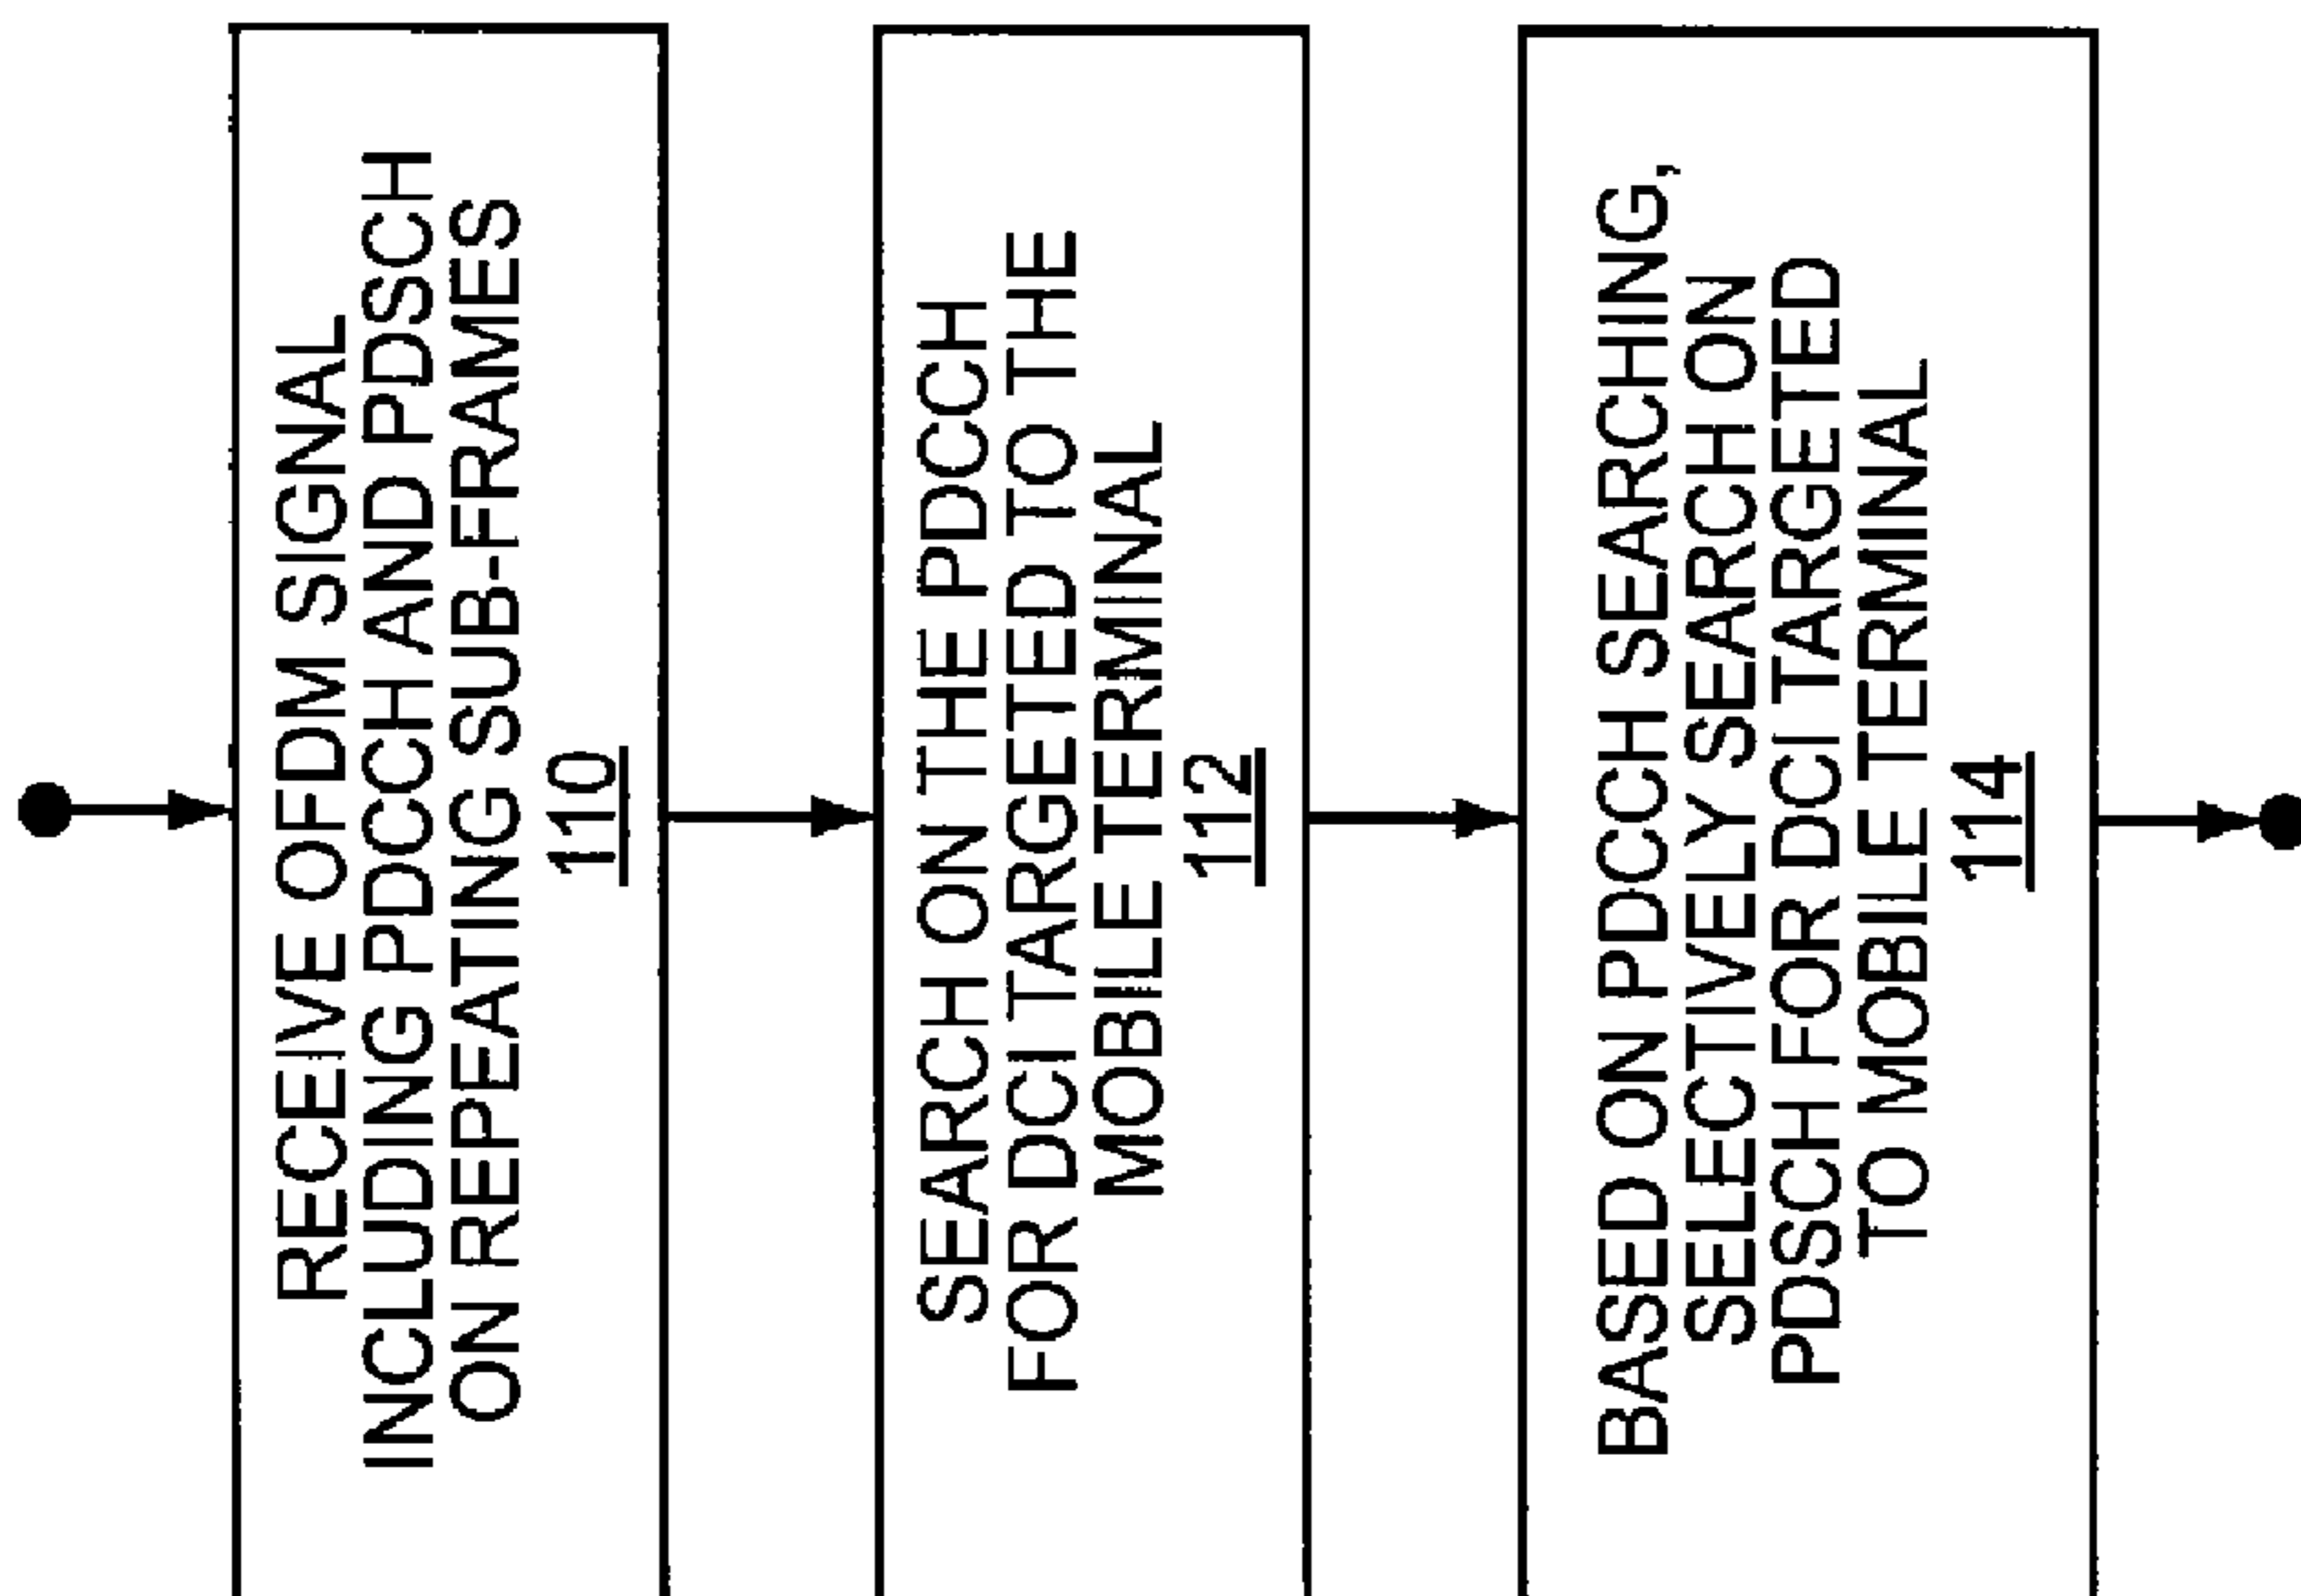 RECEIVE OFDM SIGNAL
INCLUDING PDCCH AND PDSCH
ON REPEATING SUB-FRAMES
110
SEARCH ON THE PDCCH
FOR DCI TARGETED TO THE
MOBILE TERMINAL
112
BASED ON PDCCH SEARCHING,
SELECTIVELY SEARCH ON
PDSCH FOR DCI TARGETED
TO MOBILE TERMINAL
114